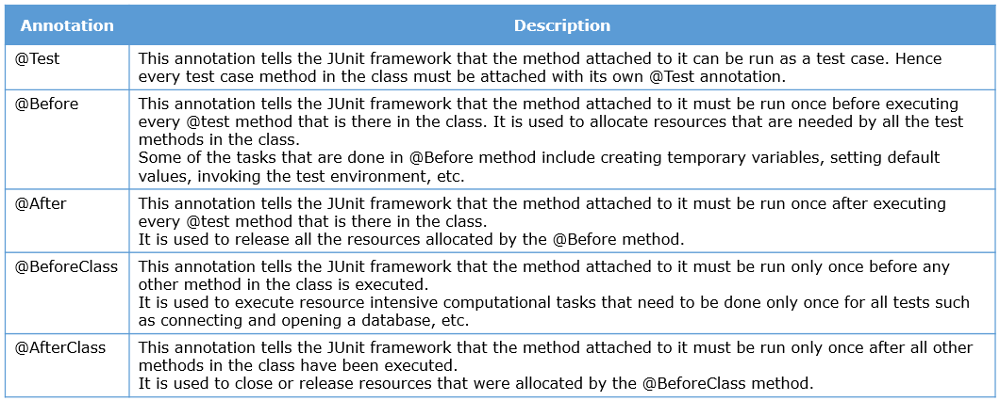 Annotation Description
@Test This annotation tells the JUnit framework that the method attached to it can be run as a test case. Hence
every test case method in the class must be attached with its own @Test annotation.
@Before This annotation tells the JUnit framework that the method attached to it must be run once before executing
every @test method that is there in the class. It is used to allocate resources that are needed by all the test
methods in the class.
Some of the tasks that are done in @Before method include creating temporary variables, setting default
values, invoking the test environment, etc.
@After This annotation tells the JUnit framework that the method attached to it must be run once after executing
every @test method that is there in the class.
It is used to release all the resources allocated by the @Before method.
@BeforeClass This annotation tells the JUnit framework that the method attached to it must be run only once before any
other method in the class is executed.
It is used to execute resource intensive computational tasks that need to be done only once for all tests such
as connecting and opening a database, etc.
@AfterClass This annotation tells the JUnit framework that the method attached to it must be run only once after all other
methods in the class have been executed.
It is used to close or release resources that were allocated by the @BeforeClass method.